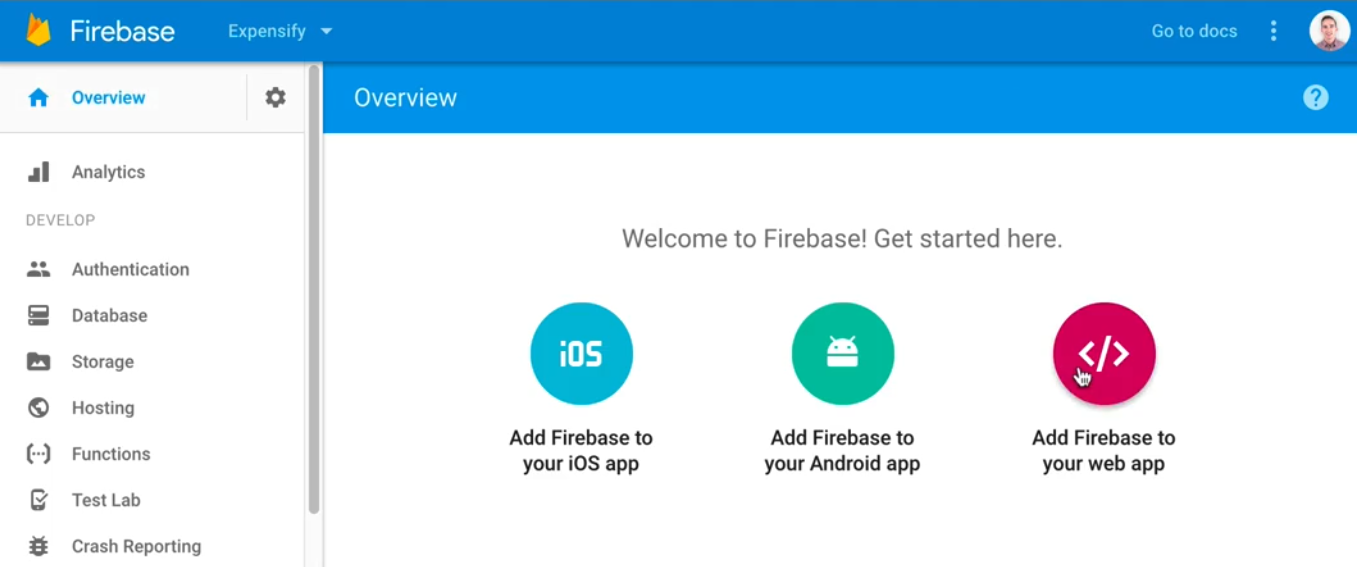 Firebase
Expensify
Go to docs
Overview
Overview
?
Analytics
DEVELOP
Authentication
Database
Storage
Hosting
Functions
Test Lab
Crash Reporting
Welcome to Firebase! Get started here.
iOS
</>
Add Firebase to
your iOS app
Add Firebase to
your Android app
Add Firebase to
your web app